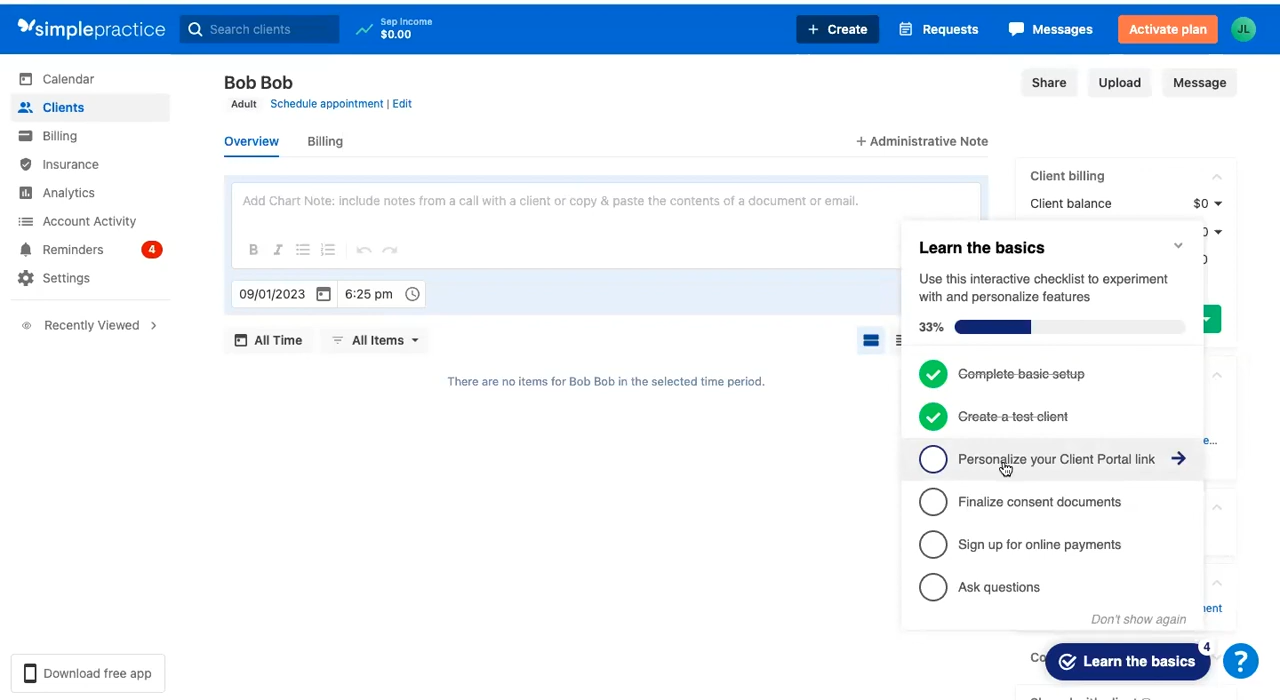 simplepractice
Search clients
Sep Income
$0.00
+ Create
Requests
Messages
Activate plan
JL
Calendar
Clients
Billing
Insurance
Analytics
Account Activity
Reminders
4
Settings
Recently Viewed
Download free app
Bob Bob
Adult Schedule appointment | Edit
Share
Upload
Message
Overview
Billing
+ Administrative Note
Add Chart Note: include notes from a call with a client or copy & paste the contents of a document or email.
B I
09/01/2023
6:25 pm
All Time
All Items
There are no items for Bob Bob in the selected time period.
Client billing
Client balance $0
0
0
e...
Learn the basics
Use this interactive checklist to experiment
with and personalize features
33%
Complete basic setup
Create a test client
Personalize your Client Portal link
Finalize consent documents
Sign up for online payments
Ask questions
Don't show again
ent
Co
Learn the basics
4
?